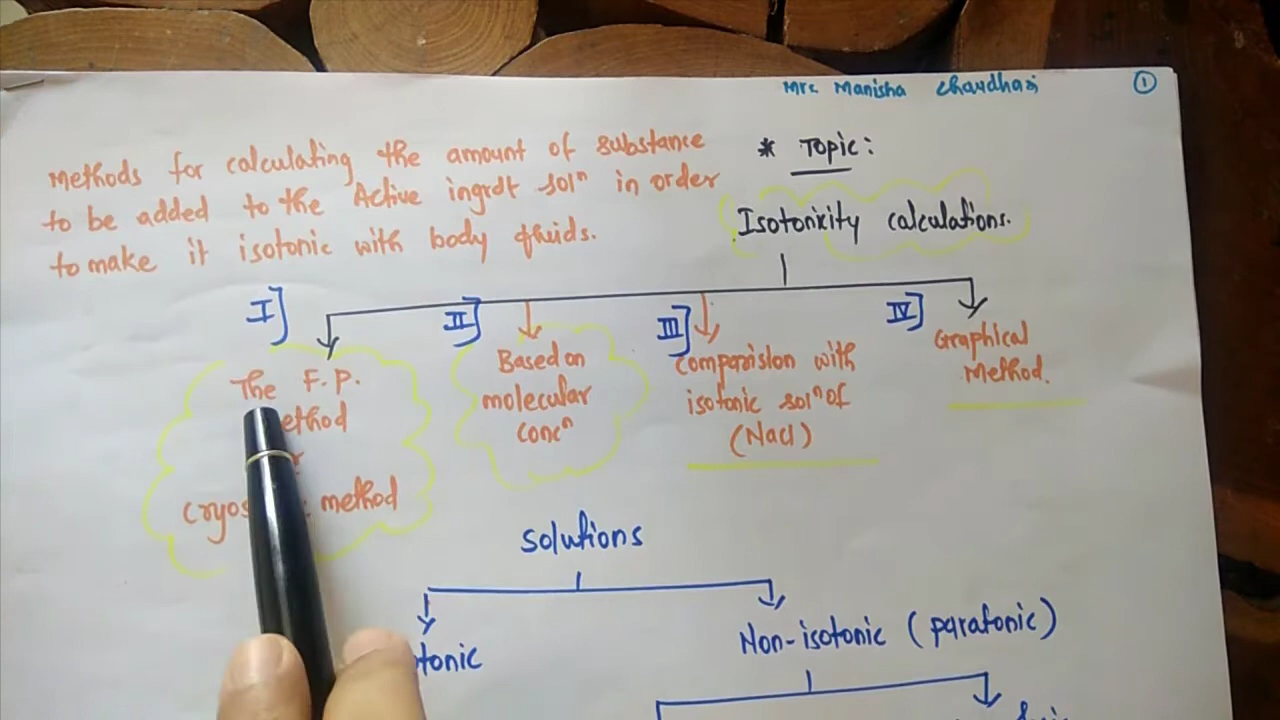 Mrs Manisha Chaudhari 1
* Topic:
Isotonixity calculations.
Methods for calculating the amount of substance
to be added to the Active ingrdt solⁿ in order
to make it isotonic with body fluids.
I]
The F.P.
method
II]
Based on
molecular
concⁿ
III]
Comparision with
isotonic solⁿ of
(Nacl)
IV]
Graphical
Method.
Solutions
Non-isotonic (paratonic)